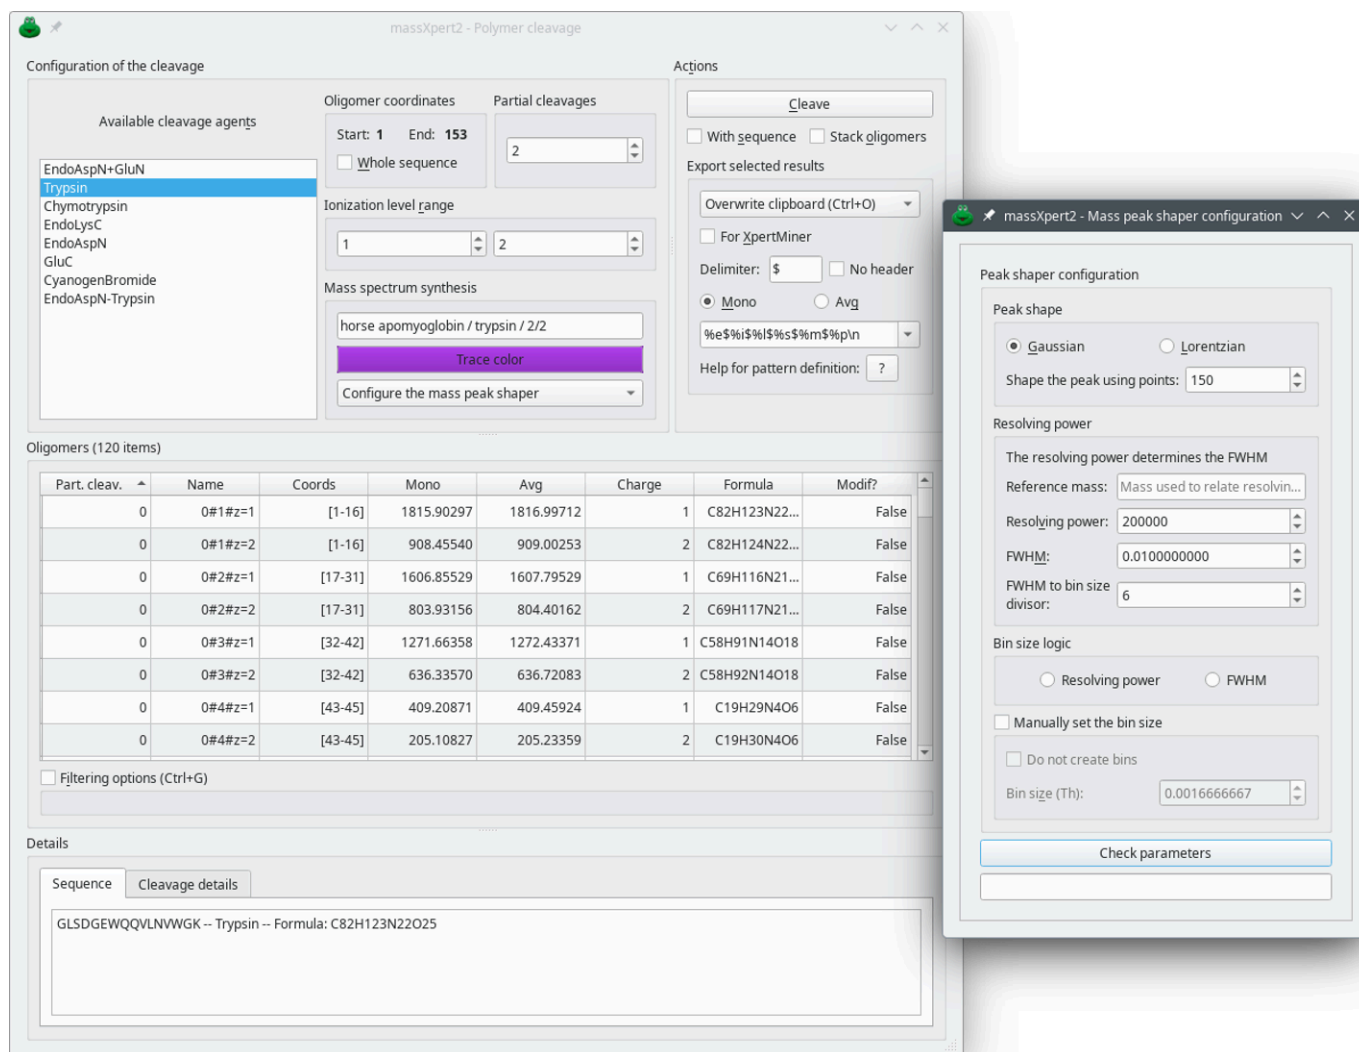 massXpert2 - Polymer cleavage
Configuration of the cleavage
Available cleavage agents
EndoAspN+GluN
Trypsin
Chymotrypsin
EndoLysC
EndoAspN
GluC
CyanogenBromide
EndoAspN-Trypsin
Oligomer coordinates
Start: 1 End: 153
Whole sequence
Partial cleavages
2
Ionization level range
1 2
Mass spectrum synthesis
horse apomyoglobin / trypsin / 2/2
Trace color
Configure the mass peak shaper
Actions
Cleave
With sequence Stack oligomers
Export selected results
Overwrite clipboard (Ctrl+O)
For XpertMiner
Delimiter: $ No header
Mono Avg
%e$%i$%l$%s$%m$%p\n
Help for pattern definition: ?
Oligomers (120 items)
Part. cleav. Name Coords Mono Avg Charge Formula Modif?
0 0#1#z=1 [1-16] 1815.90297 1816.99712 1 C82H123N22... False
0 0#1#z=2 [1-16] 908.45540 909.00253 2 C82H124N22... False
0 0#2#z=1 [17-31] 1606.85529 1607.79529 1 C69H116N21... False
0 0#2#z=2 [17-31] 803.93156 804.40162 2 C69H117N21... False
0 0#3#z=1 [32-42] 1271.66358 1272.43371 1 C58H91N14O18 False
0 0#3#z=2 [32-42] 636.33570 636.72083 2 C58H92N14O18 False
0 0#4#z=1 [43-45] 409.20871 409.45924 1 C19H29N4O6 False
0 0#4#z=2 [43-45] 205.10827 205.23359 2 C19H30N4O6 False
Filtering options (Ctrl+G)
Details
Sequence Cleavage details
GLSDGEWQQVLNVWGK -- Trypsin -- Formula: C82H123N22O25
massXpert2 - Mass peak shaper configuration
Peak shaper configuration
Peak shape
Gaussian Lorentzian
Shape the peak using points: 150
Resolving power
The resolving power determines the FWHM
Reference mass: Mass used to relate resolvin...
Resolving power: 200000
FWHM: 0.0100000000
FWHM to bin size
divisor: 6
Bin size logic
Resolving power FWHM
Manually set the bin size
Do not create bins
Bin size (Th): 0.0016666667
Check parameters